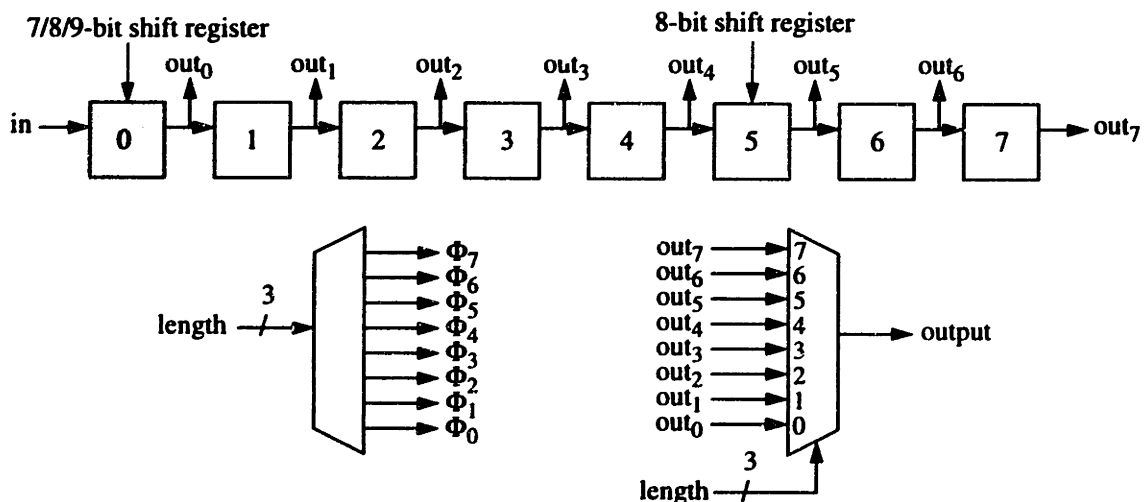 7/8/9-bit shift register
8-bit shift register
out₀ out₁ out₂ out₃ out₄ out₅ out₆
in 0 1 2 3 4 5 6 7 out₇
length 3
Φ₇
Φ₆
Φ₅
Φ₄
Φ₃
Φ₂
Φ₁
Φ₀
out₇ 7
out₆ 6
out₅ 5
out₄ 4
out₃ 3
out₂ 2
out₁ 1
out₀ 0
output
length 3